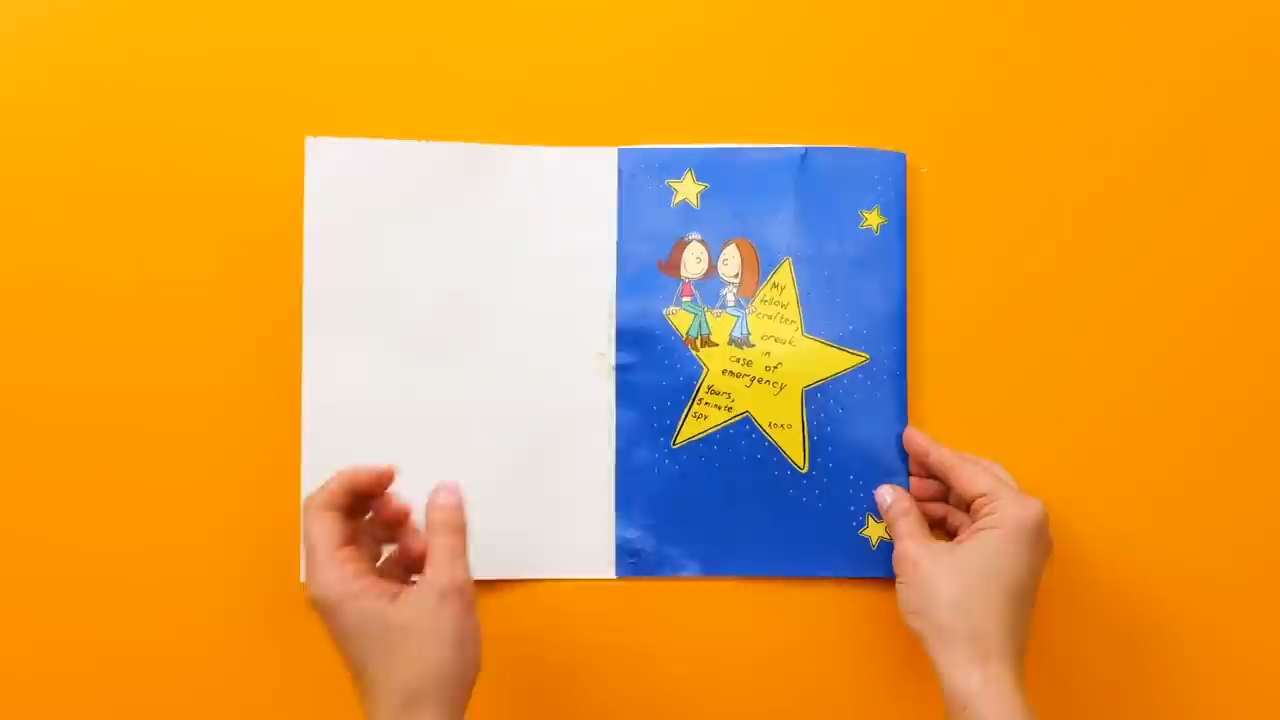 My
fellow
crafter,
break
in
case of
emergency
Yours,
5 minute
spy
xoxo